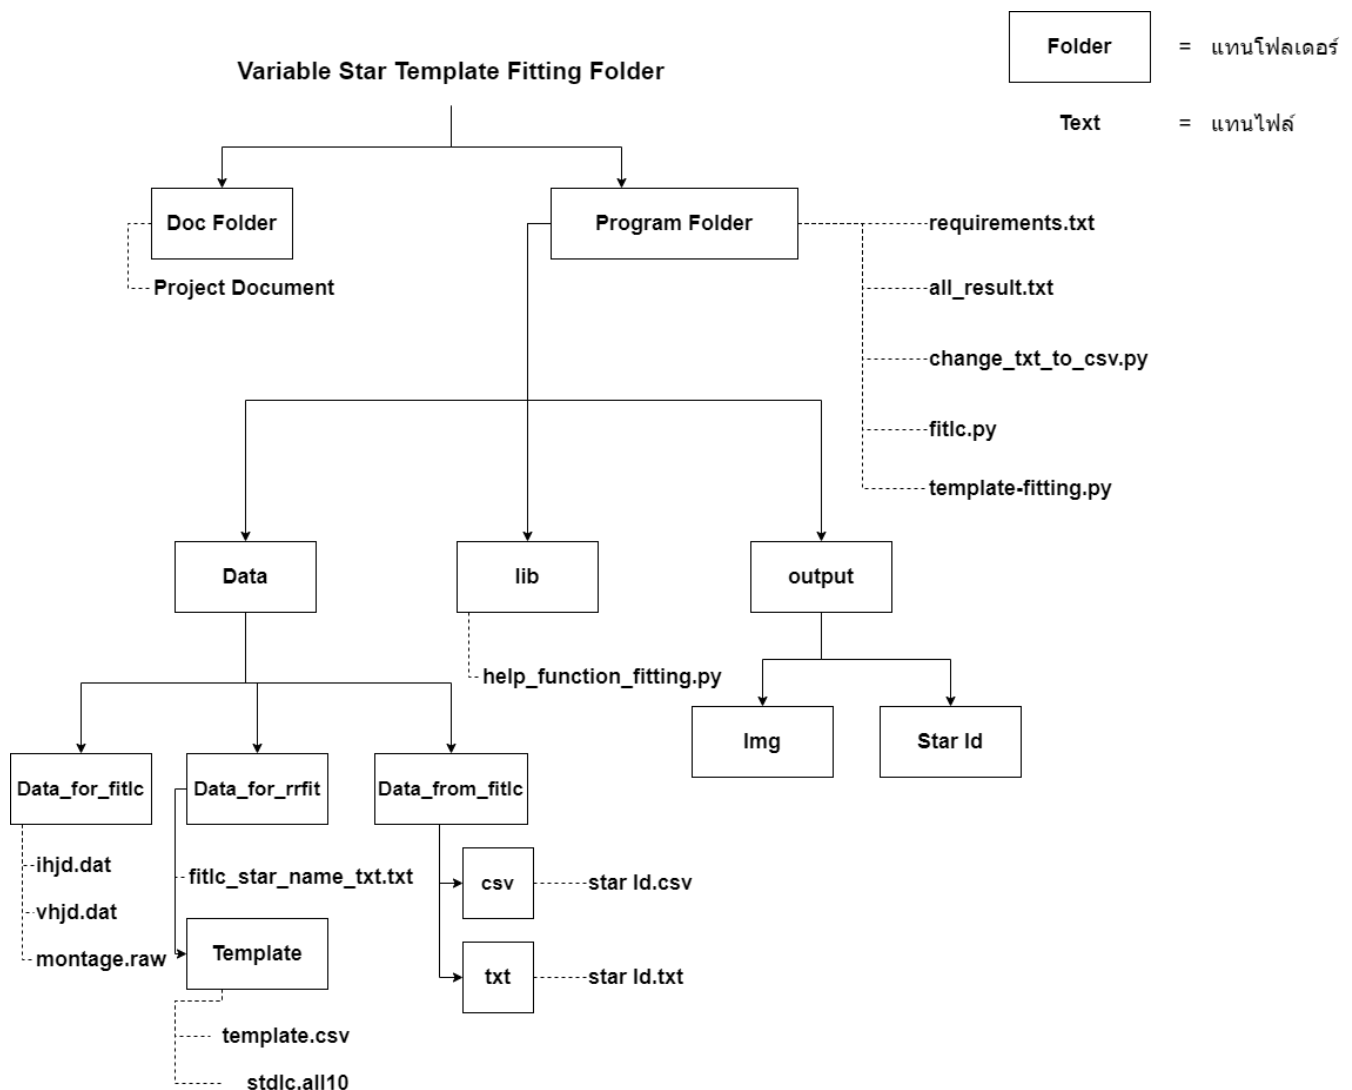 Folder = แทนโฟลเดอร์
Variable Star Template Fitting Folder
Text = แทนไฟล์
Doc Folder
Program Folder
requirements.txt
Project Document
all_result.txt
change_txt_to_csv.py
fitlc.py
template-fitting.py
Data
lib
output
help_function_fitting.py
Img
Star Id
Data_for_fitlc
Data_for_rrfit
Data_from_fitlc
ihjd.dat
fitlc_star_name_txt.txt
csv
star Id.csv
vhjd.dat
montage.raw
Template
txt
star Id.txt
template.csv
stdlc.all10